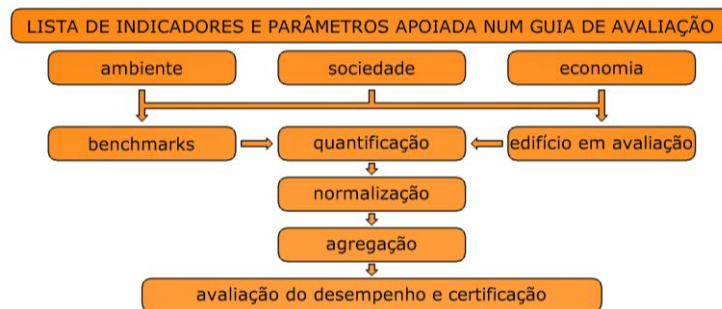 LISTA DE INDICADORES E PARÂMETROS APOIADA NUM GUIA DE AVALIAÇÃO
ambiente
sociedade
economia
benchmarks
quantificação
edifício em avaliação
normalização
agregação
avaliação do desempenho e certificação